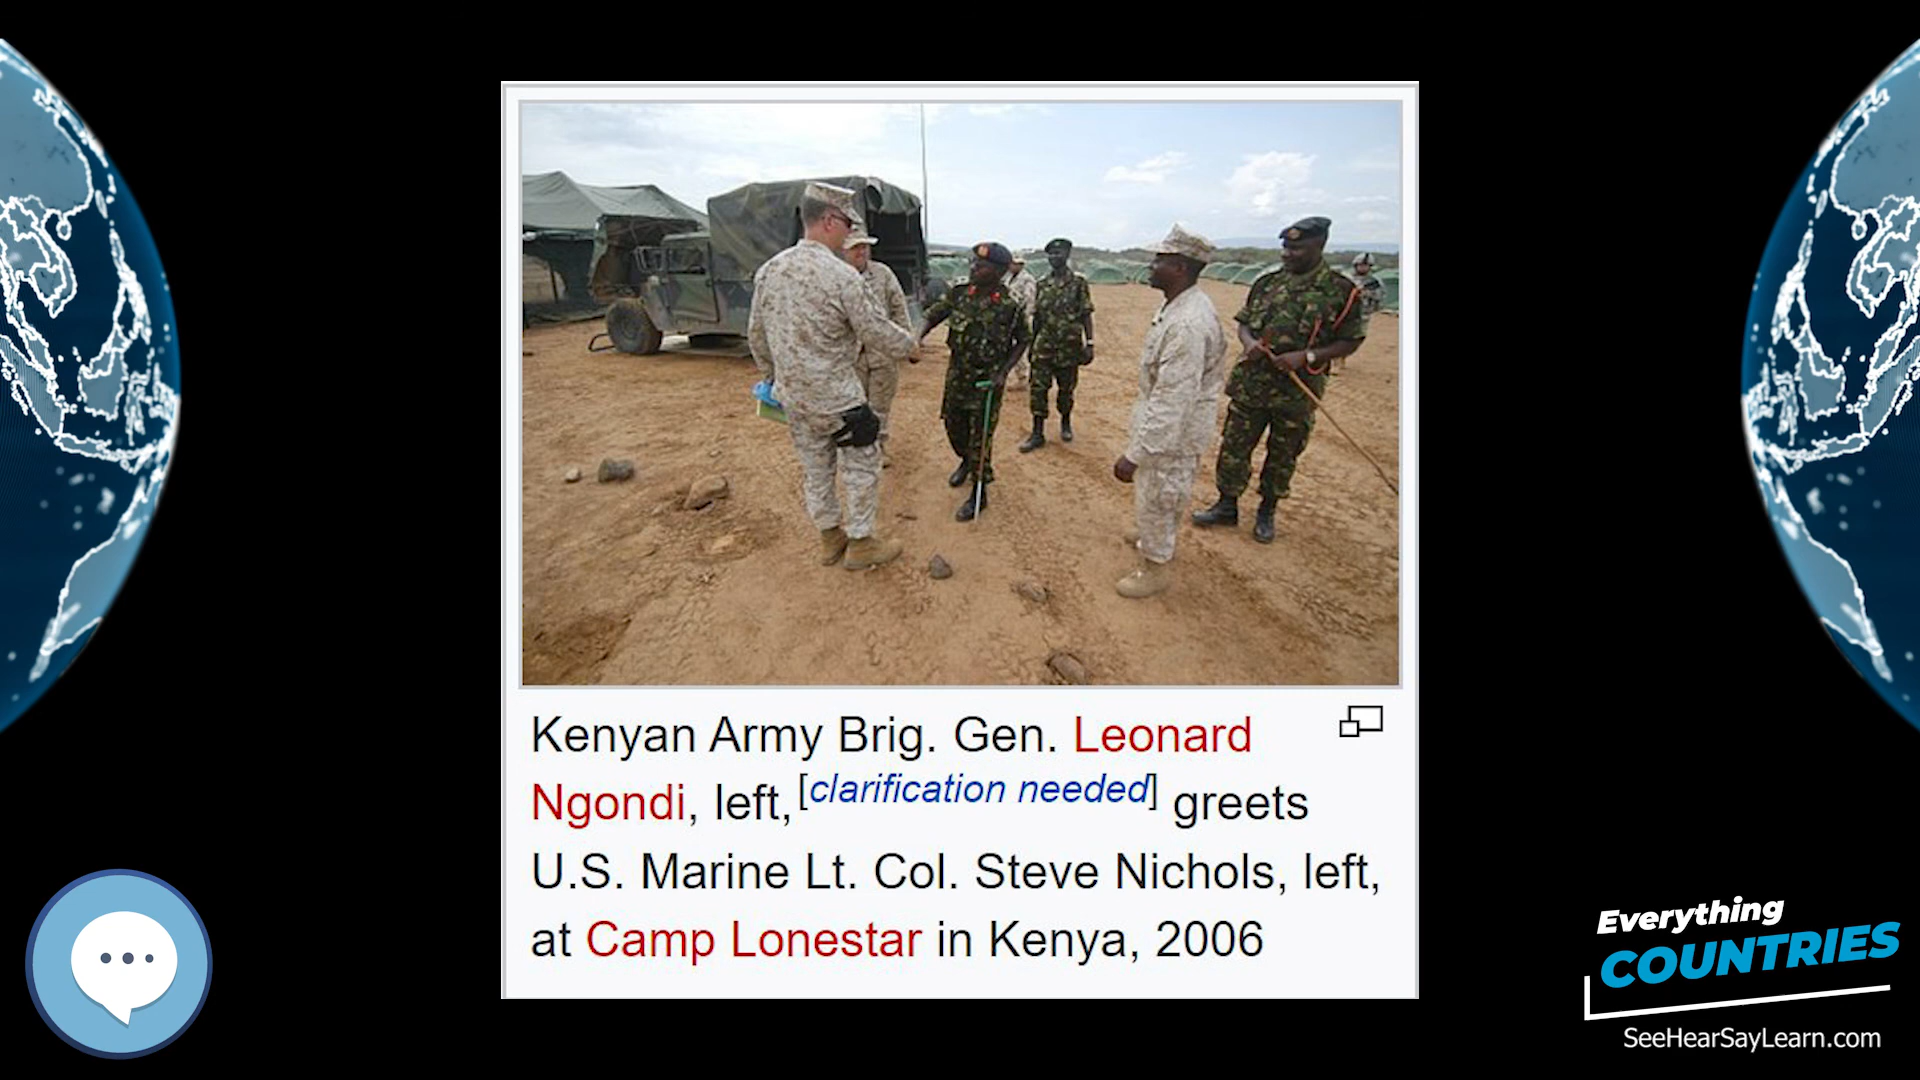 Kenyan Army Brig. Gen. Leonard
Ngondi, left,[clarification needed] greets
U.S. Marine Lt. Col. Steve Nichols, left,
at Camp Lonestar in Kenya, 2006
Everything
COUNTRIES
SeeHearSayLearn.com